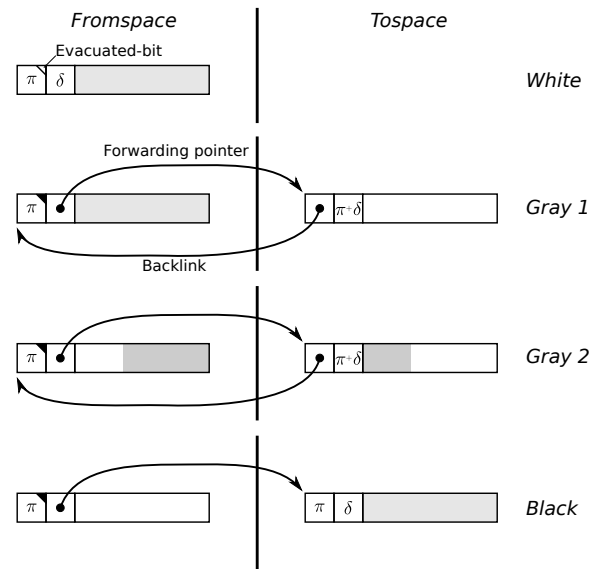 Fromspace Tospace
Evacuated-bit
π δ White
Forwarding pointer
π π+δ Gray 1
Backlink
π π+δ Gray 2
π π δ Black